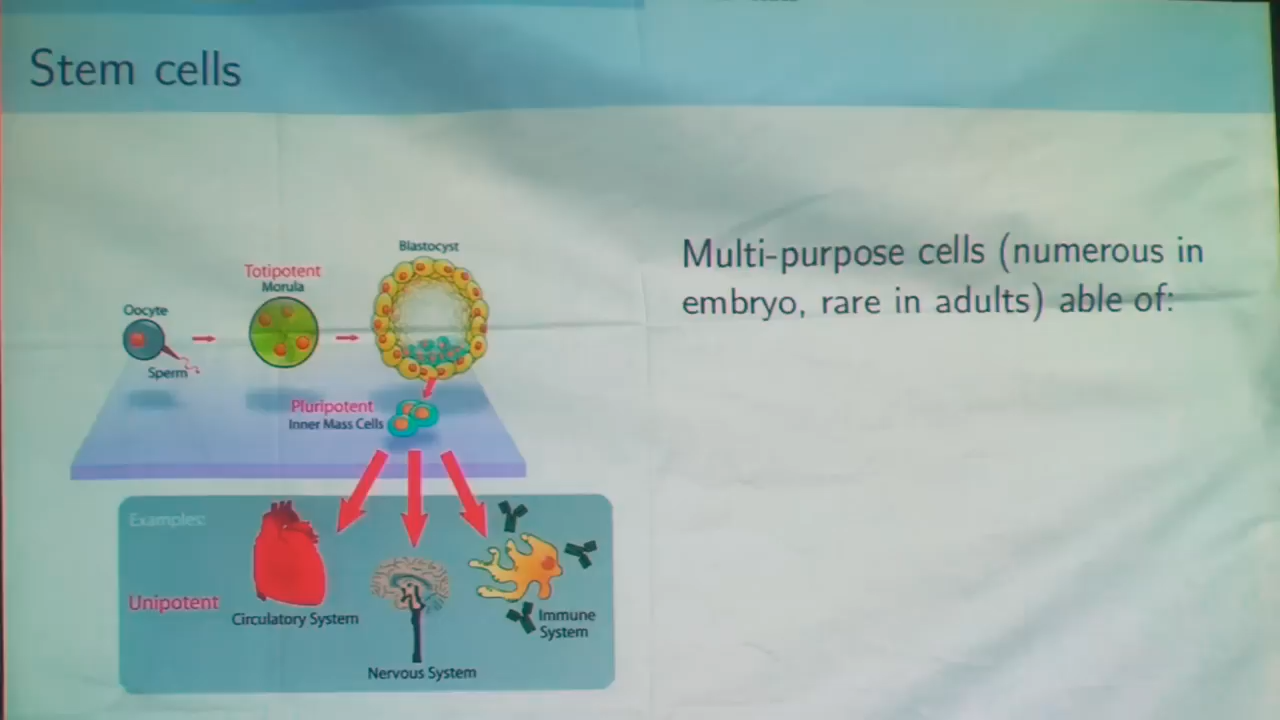 Stem cells
Blastocyst
Totipotent
Morula
Oocyte
Sperm
Pluripotent
Inner Mass Cells
Examples:
Unipotent
Circulatory System
Nervous System
Immune
System
Multi-purpose cells (numerous in
embryo, rare in adults) able of: